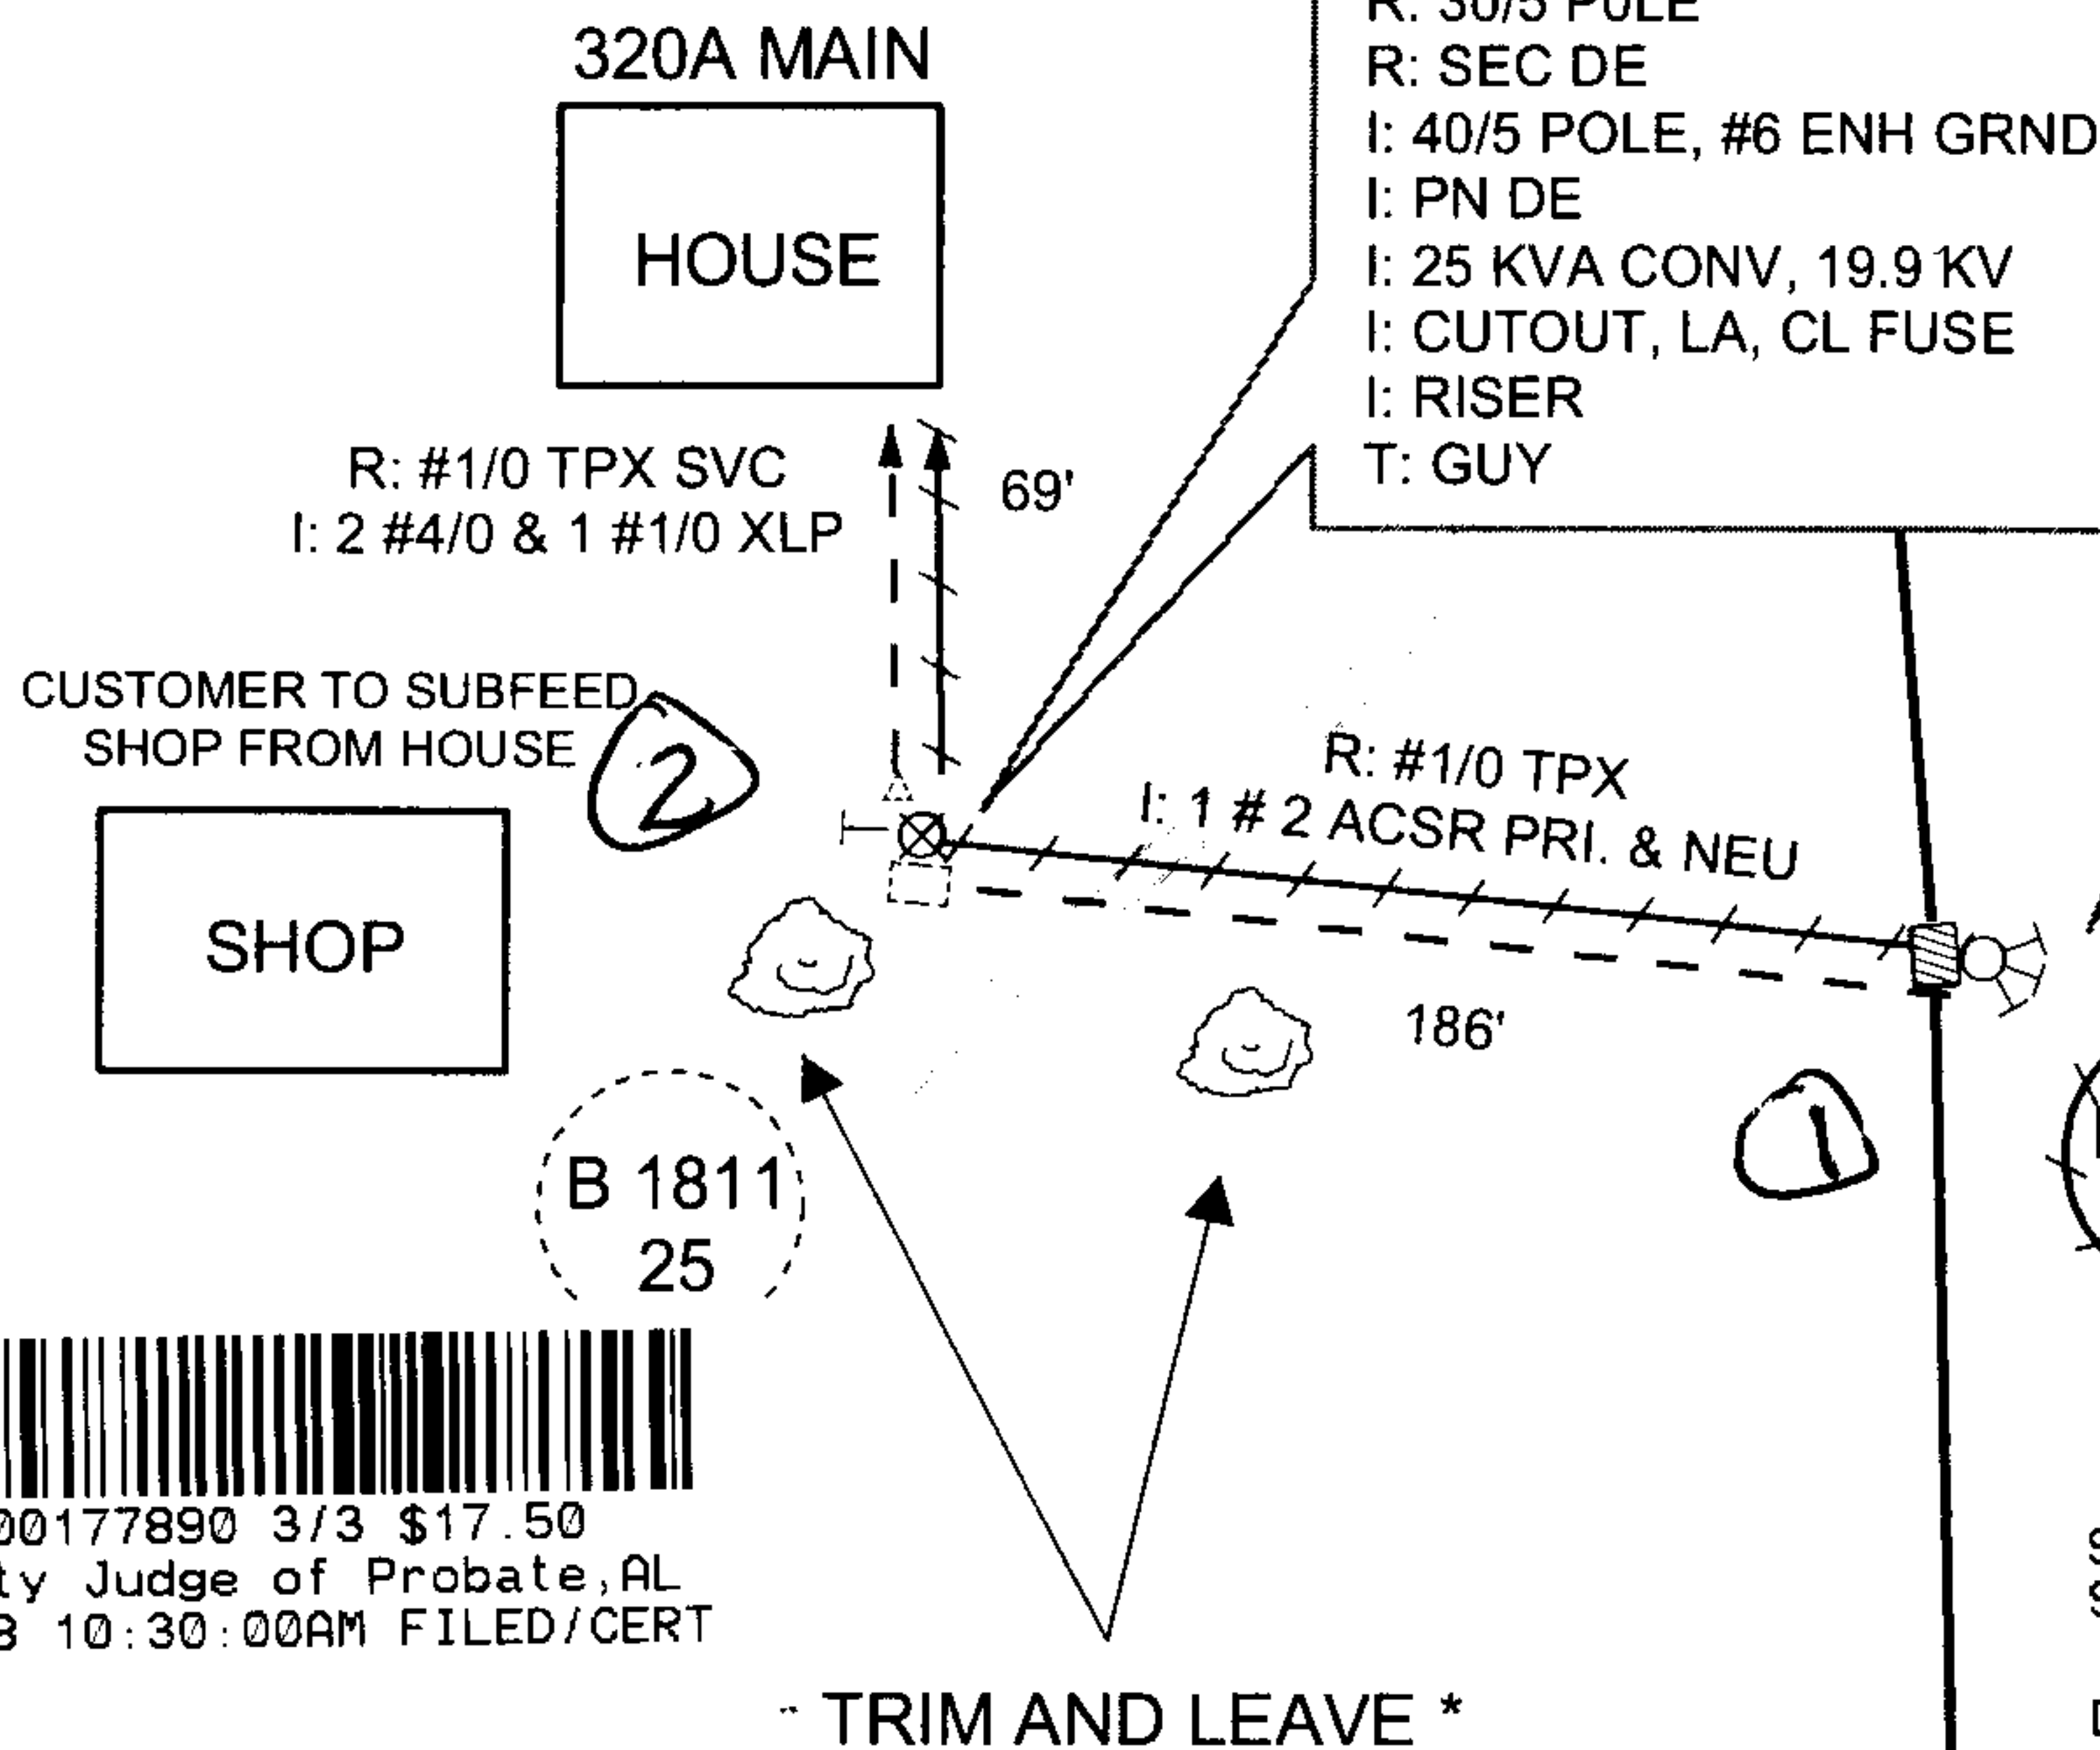 320A MAIN
HOUSE
R: 30/5 POLE
R: SEC DE
I: 40/5 POLE, #6 ENH GRND
I: PN DE
I: 25 KVA CONV, 19.9 KV
I: CUTOUT, LA, CL FUSE
I: RISER
T: GUY
R: #1/0 TPX SVC
I: 2 #4/0 & 1 #1/0 XLP
69'
CUSTOMER TO SUBFEED
SHOP FROM HOUSE
2
R: #1/0 TPX
I: 1 # 2 ACSR PRI. & NEU
SHOP
186'
1
B 1811
25
00177890 3/3 $17.50
ty Judge of Probate,AL
10:30:00AM FILED/CERT
TRIM AND LEAVE *